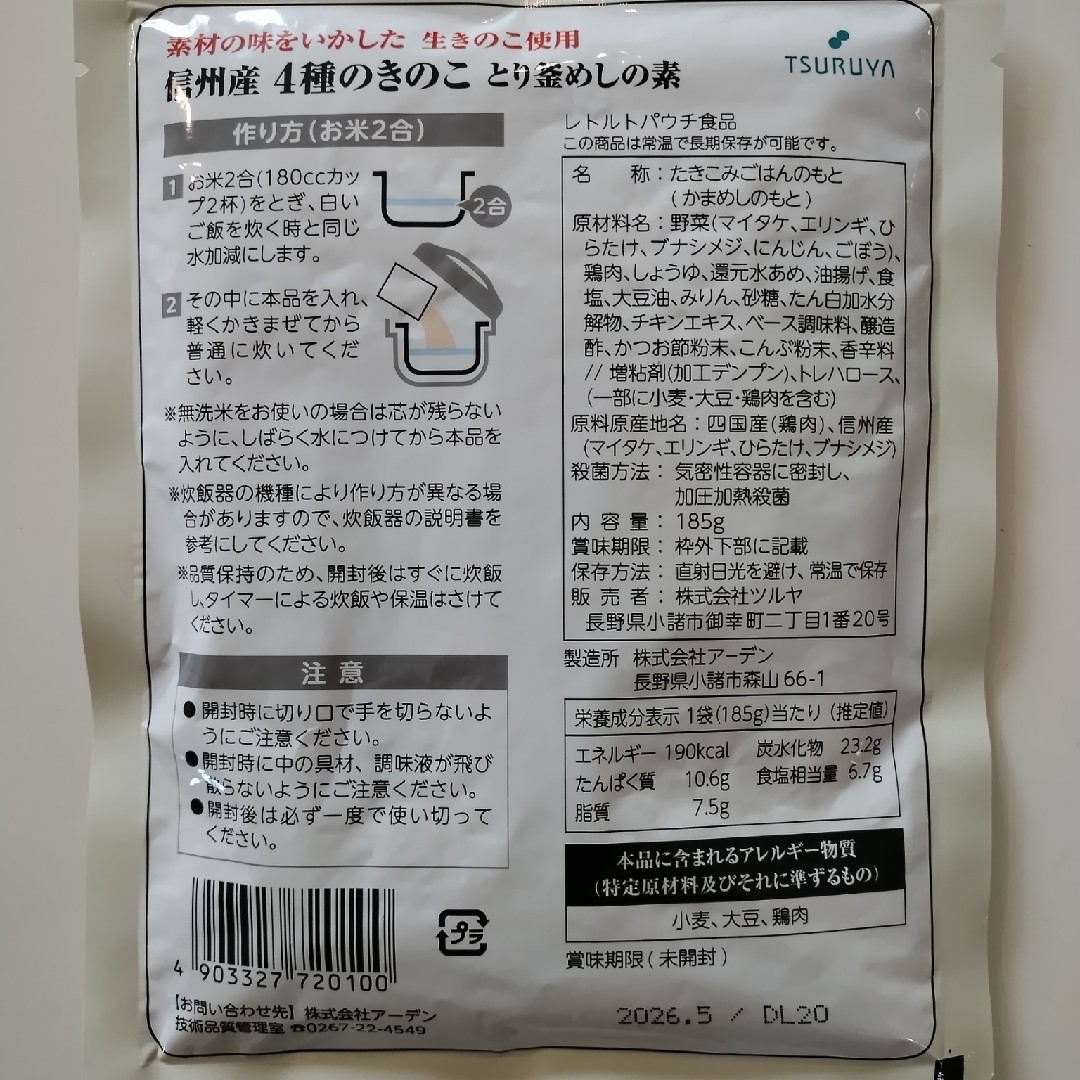 素材の味をいかした 生きのこ使用
信州産 4種のきのこ とり釜めしの素
TSURUYA
作り方(お米2合)
1 お米2合(180ccカッ
プ2杯)をとぎ、白い
ご飯を炊く時と同じ
水加減にします。
2合
2 その中に本品を入れ、
軽くかきまぜてから
普通に炊いてくだ
さい。
※無洗米をお使いの場合は芯が残らない
ように、しばらく水につけてから本品を
入れてください。
※炊飯器の機種により作り方が異なる場
合がありますので、炊飯器の説明書を
参考にしてください。
※品質保持のため、開封後はすぐに炊飯
し、タイマーによる炊飯や保温はさけて
ください。
注意
●開封時に切り口で手を切らないよ
うにご注意ください。
●開封時に中の具材、調味液が飛び
散らないようにご注意ください。
●開封後は必ず一度で使い切って
ください。
4 903327 720100
プラ
【お問い合わせ先】株式会社アーデン
技術品質管理室 ☎0267-22-4549
レトルトパウチ食品
この商品は常温で長期保存が可能です。
名称：たきこみごはんのもと
(かまめしのもと)
原材料名：野菜(マイタケ、エリンギ、ひ
らたけ、ブナシメジ、にんじん、ごぼう)、
鶏肉、しょうゆ、還元水あめ、油揚げ、食
塩、大豆油、みりん、砂糖、たん白加水分
解物、チキンエキス、ベース調味料、醸造
酢、かつお節粉末、こんぶ粉末、香辛料
// 増粘剤(加工デンプン)、トレハロース、
(一部に小麦・大豆・鶏肉を含む)
原料原産地名：四国産(鶏肉)、信州産
(マイタケ、エリンギ、ひらたけ、ブナシメジ)
殺菌方法：気密性容器に密封し、
加圧加熱殺菌
内容量：185g
賞味期限：枠外下部に記載
保存方法：直射日光を避け、常温で保存
販売者：株式会社ツルヤ
長野県小諸市御幸町二丁目1番20号
製造所 株式会社アーデン
長野県小諸市森山66-1
栄養成分表示 1袋(185g)当たり(推定値)
エネルギー 190kcal 炭水化物 23.2g
たんぱく質 10.6g 食塩相当量 6.7g
脂質 7.5g
本品に含まれるアレルギー物質
(特定原材料及びそれに準ずるもの)
小麦、大豆、鶏肉
賞味期限(未開封)
2026.5 / DL20